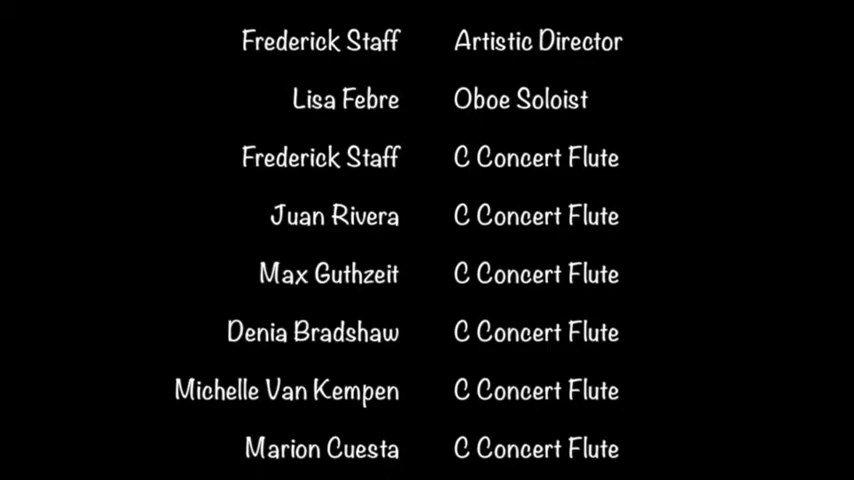 Frederick Staff Artistic Director
Lisa Febre Oboe Soloist
Frederick Staff C Concert Flute
Juan Rivera C Concert Flute
Max Guthzeit C Concert Flute
Denia Bradshaw C Concert Flute
Michelle Van Kempen C Concert Flute
Marion Cuesta C Concert Flute